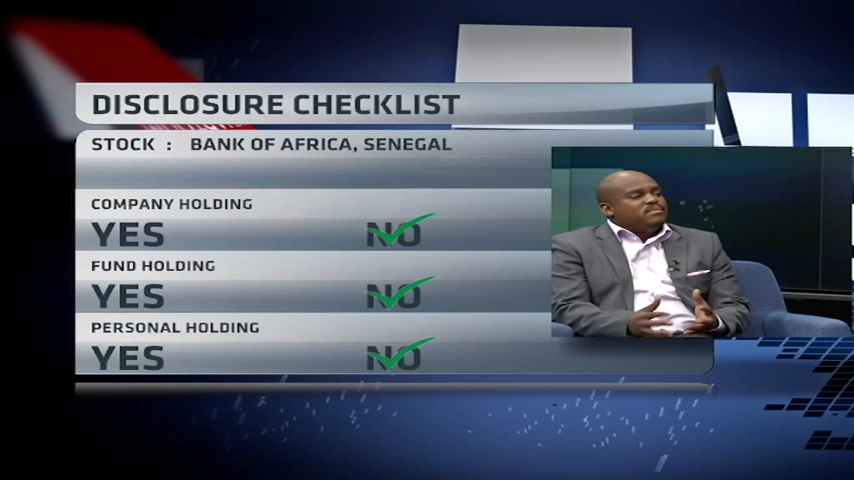 DISCLOSURE CHECKLIST
STOCK : BANK OF AFRICA, SENEGAL
COMPANY HOLDING
YES NO
FUND HOLDING
YES NO
PERSONAL HOLDING
YES NO